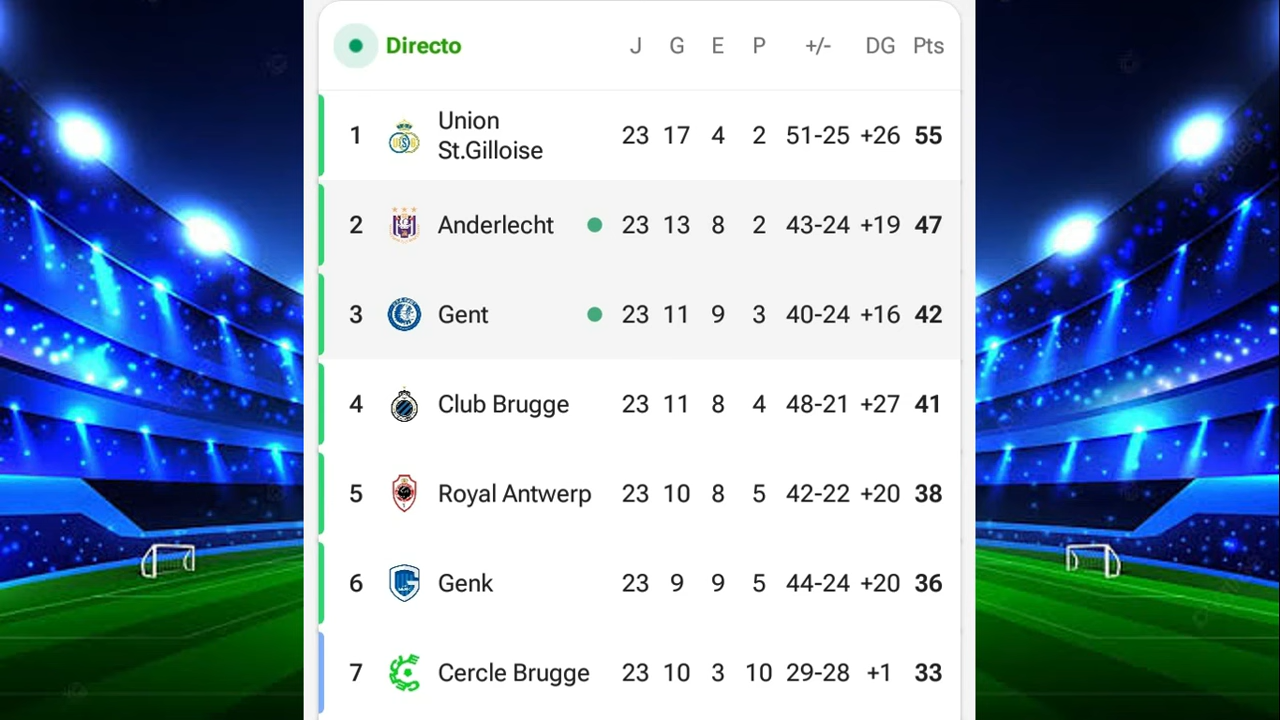 Directo J G E P +/- DG Pts
1 Union St.Gilloise 23 17 4 2 51-25 +26 55
2 Anderlecht 23 13 8 2 43-24 +19 47
3 Gent 23 11 9 3 40-24 +16 42
4 Club Brugge 23 11 8 4 48-21 +27 41
5 Royal Antwerp 23 10 8 5 42-22 +20 38
6 Genk 23 9 9 5 44-24 +20 36
7 Cercle Brugge 23 10 3 10 29-28 +1 33